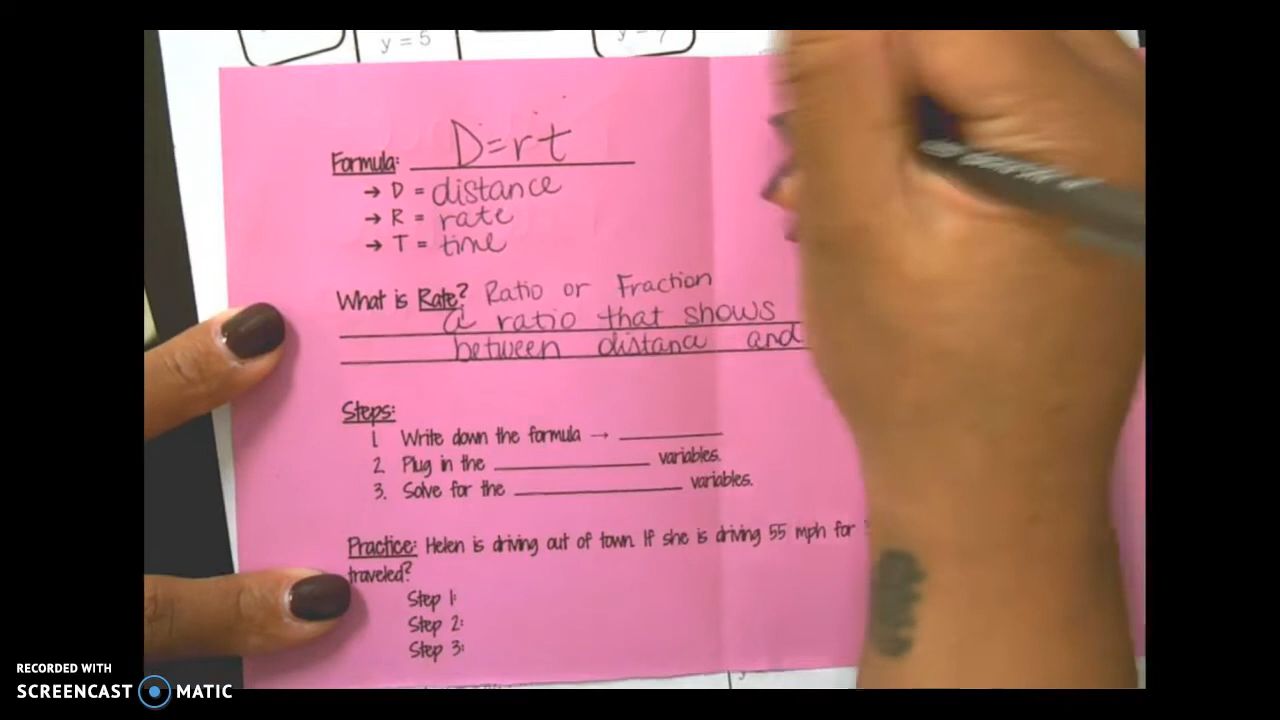 y = 5
y = 7
Formula: D=rt
→ D = distance
→ R = rate
→ T = time
What is Rate? Ratio or Fraction
a ratio that shows
between distance and
Steps:
1. Write down the formula →
2. Plug in the variables.
3. Solve for the variables.
Practice: Helen is driving out of town. If she is driving 55 mph for
traveled?
Step 1:
Step 2:
Step 3:
RECORDED WITH
SCREENCAST MATIC